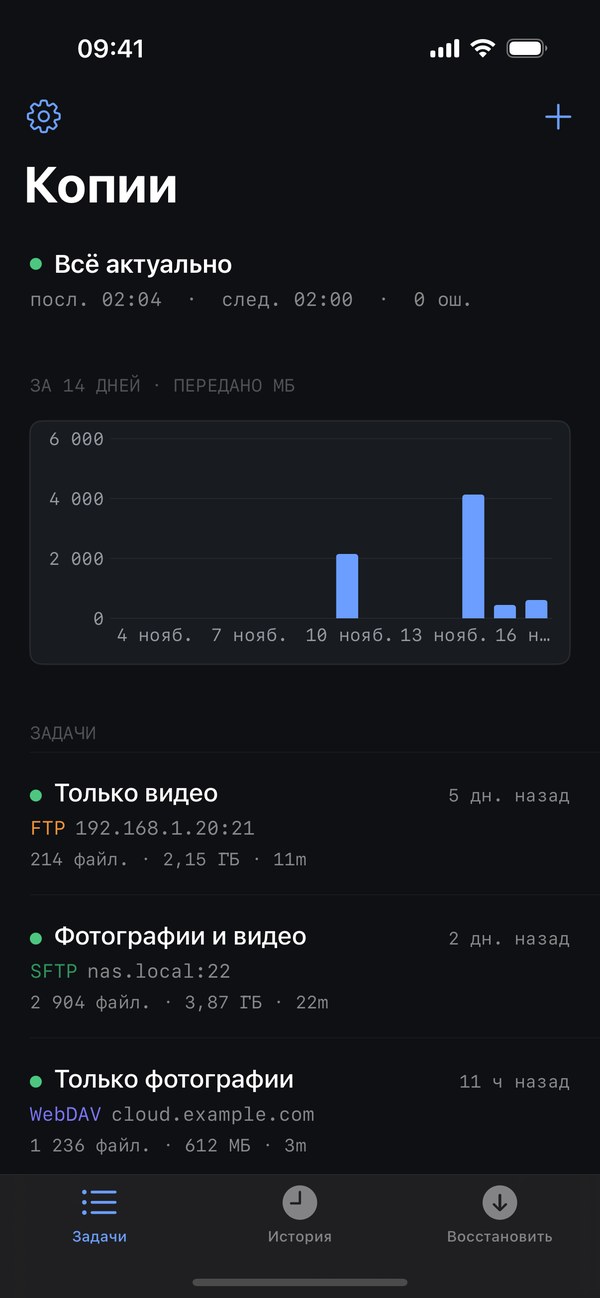 09:41
Копии
Всё актуально
посл. 02:04 · след. 02:00 · 0 ош.
ЗА 14 ДНЕЙ · ПЕРЕДАНО МБ
6 000
4 000
2 000
0
4 нояб. 7 нояб. 10 нояб. 13 нояб. 16 н…
ЗАДАЧИ
Только видео 5 дн. назад
FTP 192.168.1.20:21
214 файл. · 2,15 ГБ · 11m
Фотографии и видео 2 дн. назад
SFTP nas.local:22
2 904 файл. · 3,87 ГБ · 22m
Только фотографии 11 ч назад
WebDAV cloud.example.com
1 236 файл. · 612 МБ · 3m
Задачи История Восстановить